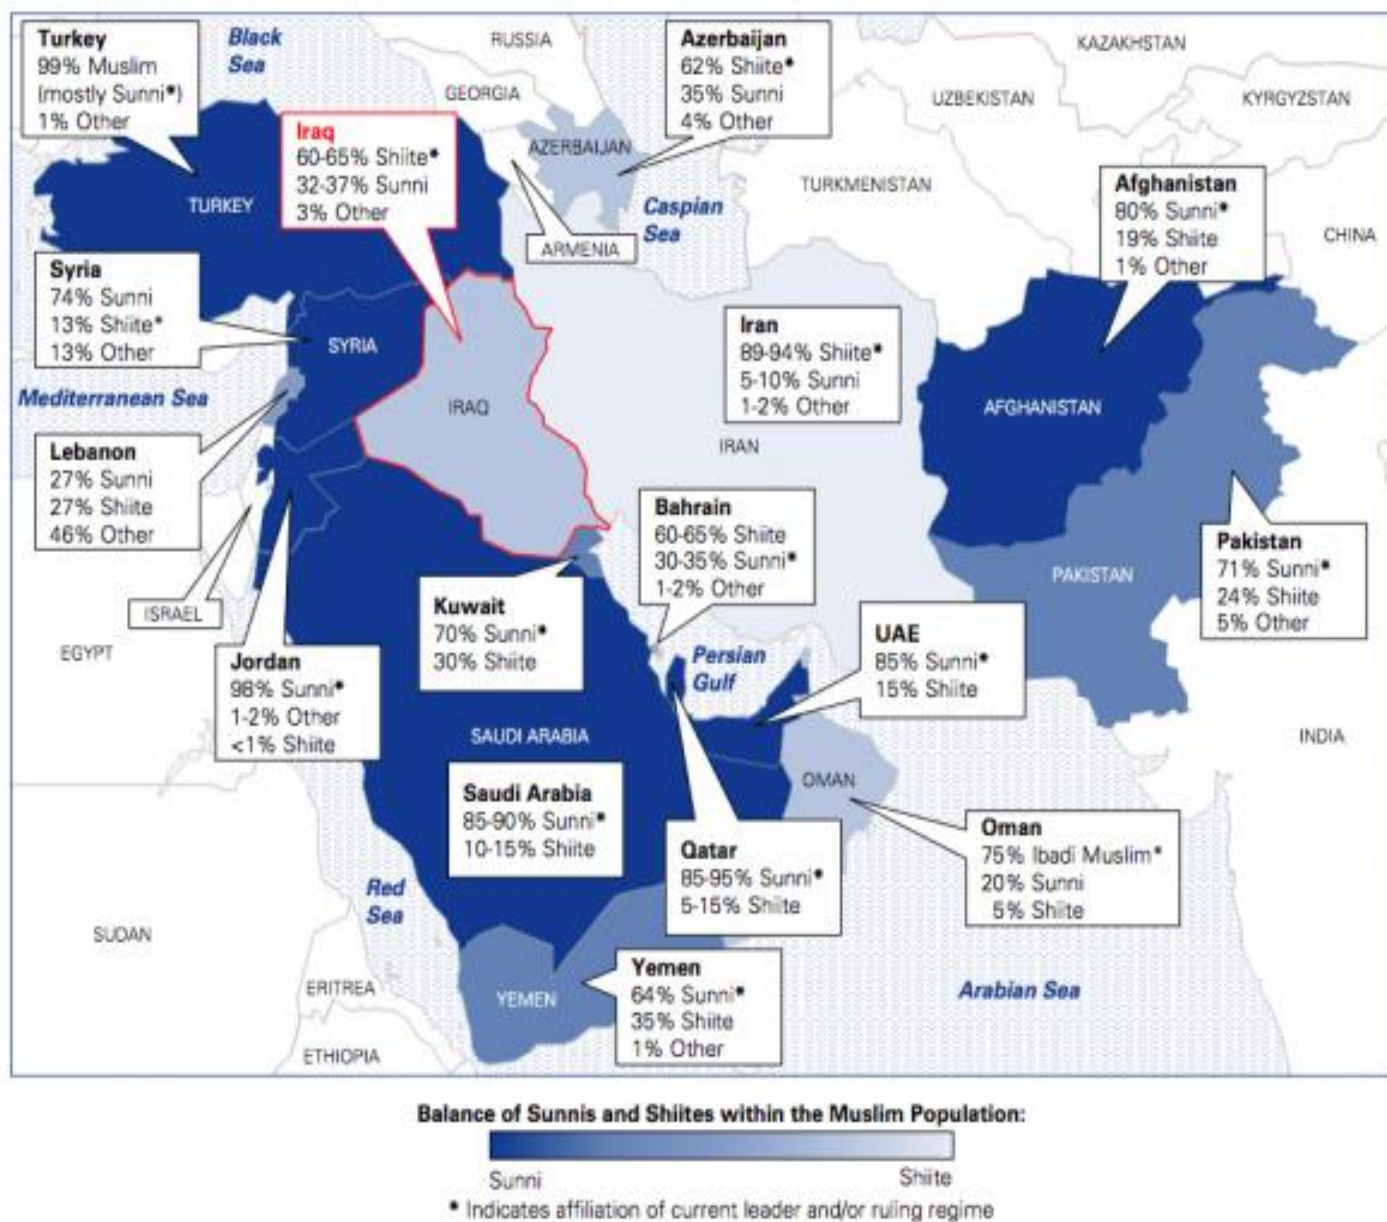 Turkey
99% Muslim
(mostly Sunni*)
1% Other
Black
Sea
RUSSIA
Azerbaijan
62% Shiite*
35% Sunni
4% Other
KAZAKHSTAN
GEORGIA
UZBEKISTAN
KYRGYZSTAN
Iraq
60-65% Shiite*
32-37% Sunni
3% Other
AZERBAIJAN
TURKEY
Caspian
Sea
TURKMENISTAN
Afghanistan
80% Sunni*
19% Shiite
1% Other
CHINA
ARMENIA
Syria
74% Sunni
13% Shiite*
13% Other
SYRIA
Iran
89-94% Shiite*
5-10% Sunni
1-2% Other
Mediterranean Sea
IRAQ
AFGHANISTAN
IRAN
Lebanon
27% Sunni
27% Shiite
46% Other
Bahrain
60-65% Shiite
30-35% Sunni*
1-2% Other
Pakistan
71% Sunni*
24% Shiite
5% Other
PAKISTAN
ISRAEL
Kuwait
70% Sunni*
30% Shiite
EGYPT
Jordan
98% Sunni*
1-2% Other
<1% Shiite
Persian
Gulf
UAE
85% Sunni*
15% Shiite
SAUDI ARABIA
INDIA
Saudi Arabia
85-90% Sunni*
10-15% Shiite
OMAN
Qatar
85-95% Sunni*
5-15% Shiite
Oman
75% Ibadi Muslim*
20% Sunni
5% Shiite
Red
Sea
SUDAN
Yemen
64% Sunni*
35% Shiite
1% Other
YEMEN
ERITREA
Arabian Sea
ETHIOPIA
Balance of Sunnis and Shiites within the Muslim Population:
Sunni
Shiite
* Indicates affiliation of current leader and/or ruling regime